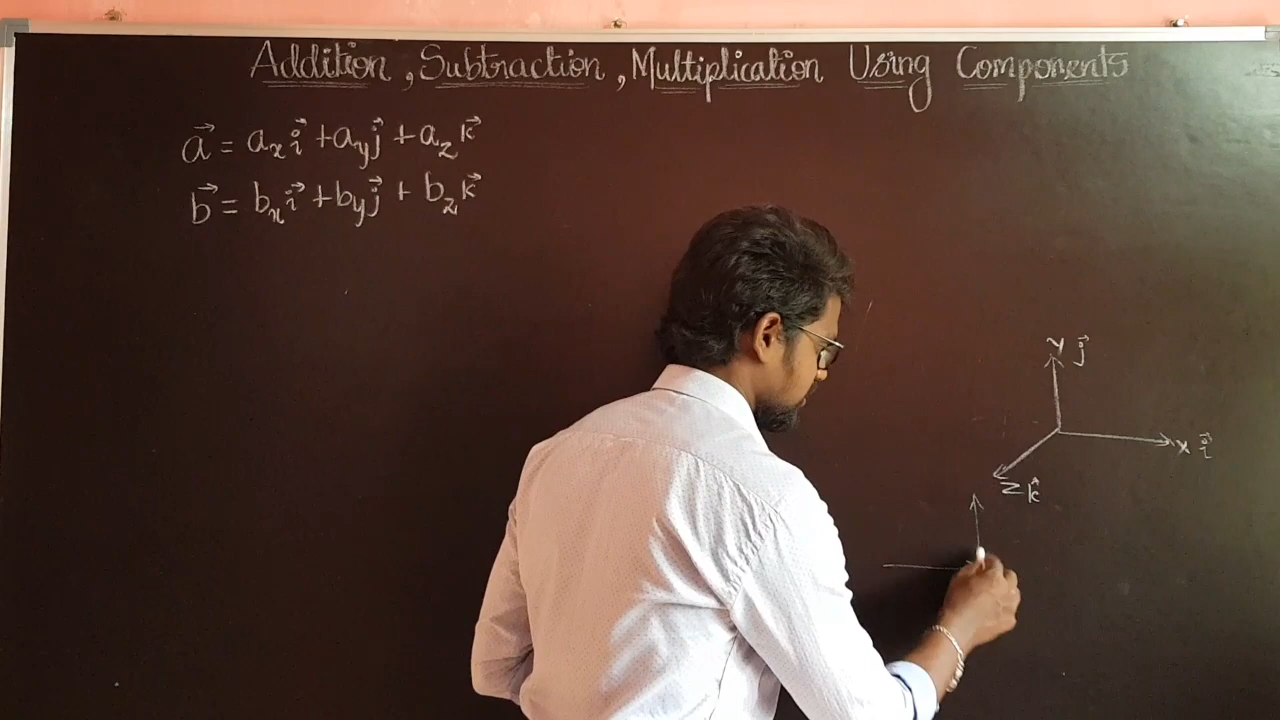 Addition, Subtraction, Multiplication Using Components
a⃗ = aₓ i⃗ + a_y j⃗ + a_z k⃗
b⃗ = bₓ i⃗ + b_y j⃗ + b_z k⃗
Y j⃗
X i⃗
Z k⃗